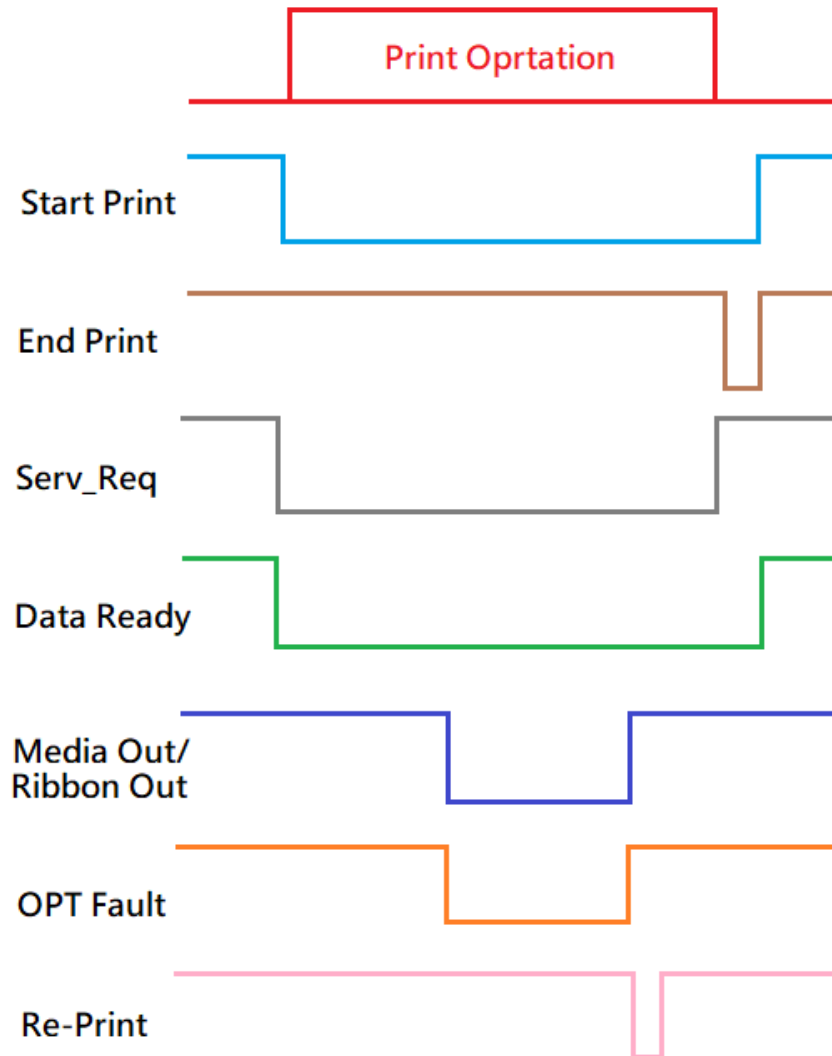 Print Oprtation
Start Print
End Print
Serv_Req
Data Ready
Media Out/
Ribbon Out
OPT Fault
Re-Print